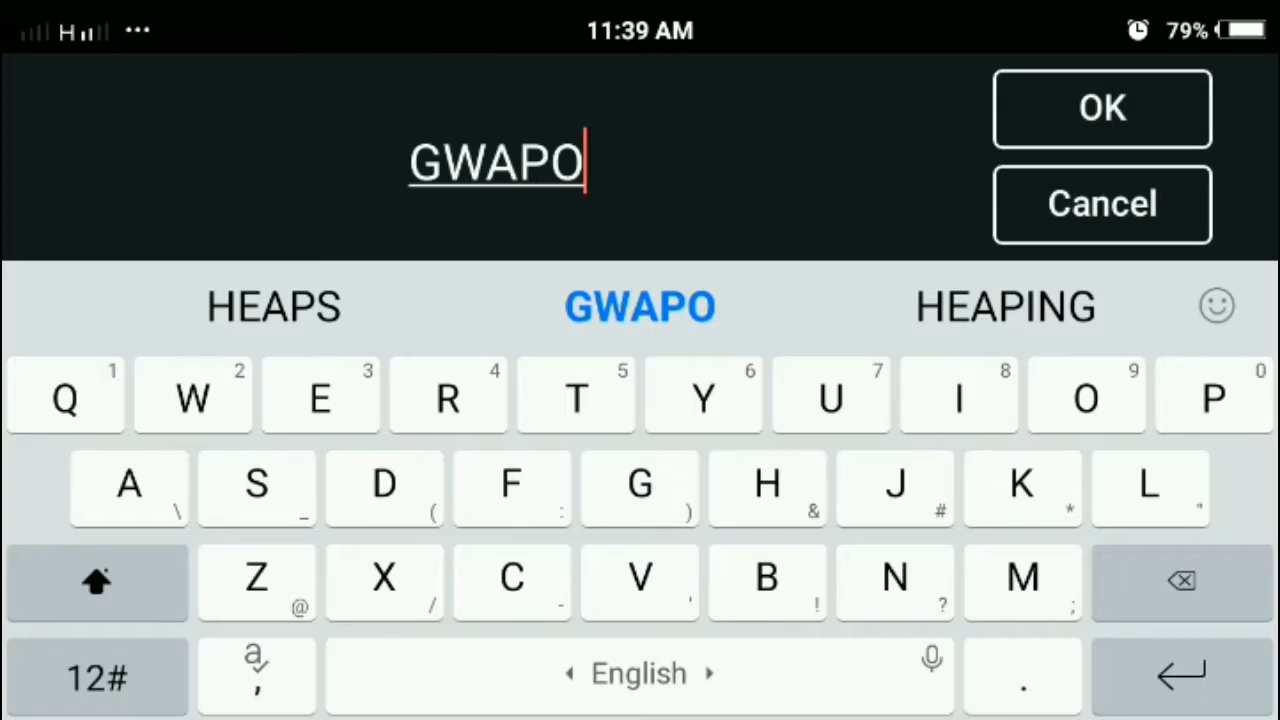 H ... 11:39 AM 79%
GWAPO
OK
Cancel
HEAPS GWAPO HEAPING
Q 1 W 2 E 3 R 4 T 5 Y 6 U 7 I 8 O 9 P 0
A \ S _ D ( F : G ) H & J # K * L "
Z @ X / C - V ' B ! N ? M ;
12# a , English .